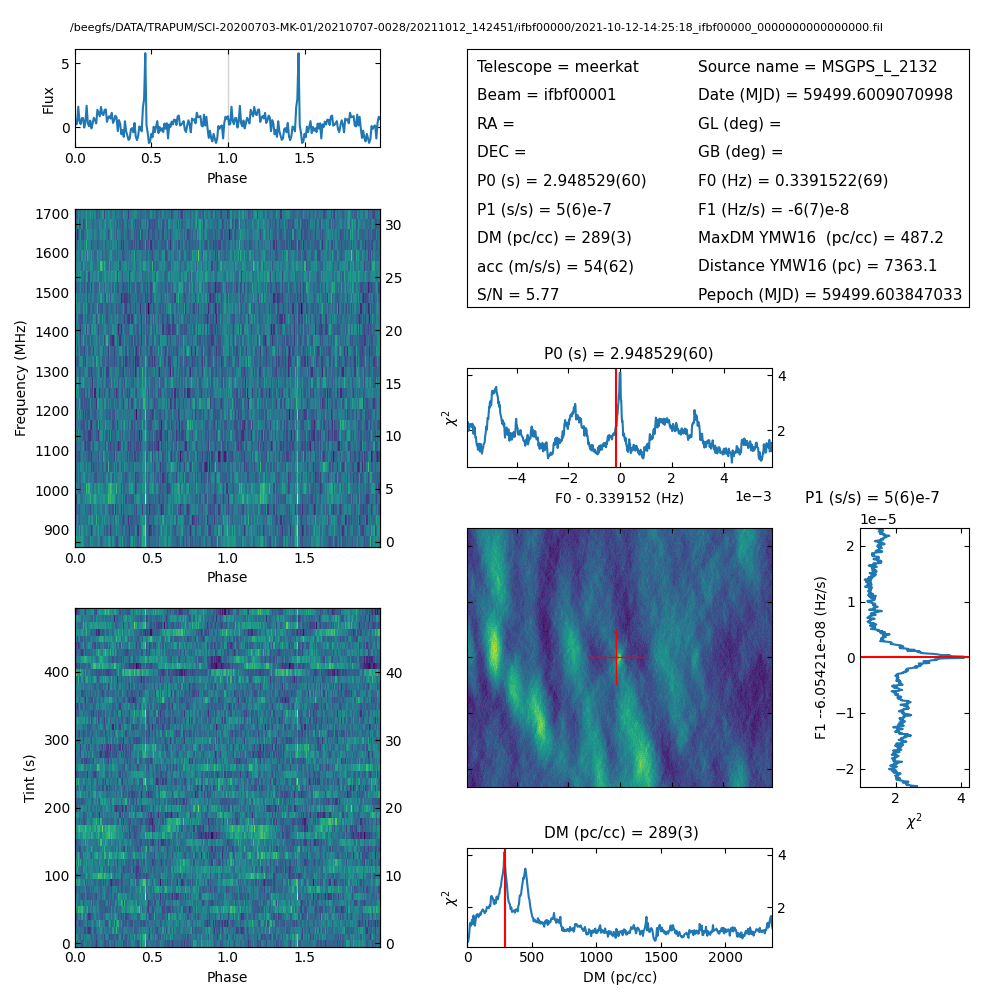 /beegfs/DATA/TRAPUM/SCI-20200703-MK-01/20210707-0028/20211012_142451/ifbf00000/2021-10-12-14:25:18_ifbf00000_0000000000000000.fil
5
0
Flux
0.0 0.5 1.0 1.5
Phase
Telescope = meerkat
Source name = MSGPS_L_2132
Beam = ifbf00001
Date (MJD) = 59499.6009070998
RA =
GL (deg) =
DEC =
GB (deg) =
P0 (s) = 2.948529(60)
F0 (Hz) = 0.3391522(69)
P1 (s/s) = 5(6)e-7
F1 (Hz/s) = -6(7)e-8
DM (pc/cc) = 289(3)
MaxDM YMW16  (pc/cc) = 487.2
acc (m/s/s) = 54(62)
Distance YMW16 (pc) = 7363.1
S/N = 5.77
Pepoch (MJD) = 59499.603847033
1700
1600
1500
1400
1300
1200
1100
1000
900
Frequency (MHz)
30
25
20
15
10
5
0
0.0 0.5 1.0 1.5
Phase
P0 (s) = 2.948529(60)
χ²
4
2
−4 −2 0 2 4
F0 - 0.339152 (Hz)
1e−3
P1 (s/s) = 5(6)e-7
1e−5
2
1
0
−1
−2
F1 --6.05421e-08 (Hz/s)
2 4
χ²
400
300
200
100
0
Tint (s)
40
30
20
10
0
0.0 0.5 1.0 1.5
Phase
DM (pc/cc) = 289(3)
χ²
4
2
0 500 1000 1500 2000
DM (pc/cc)